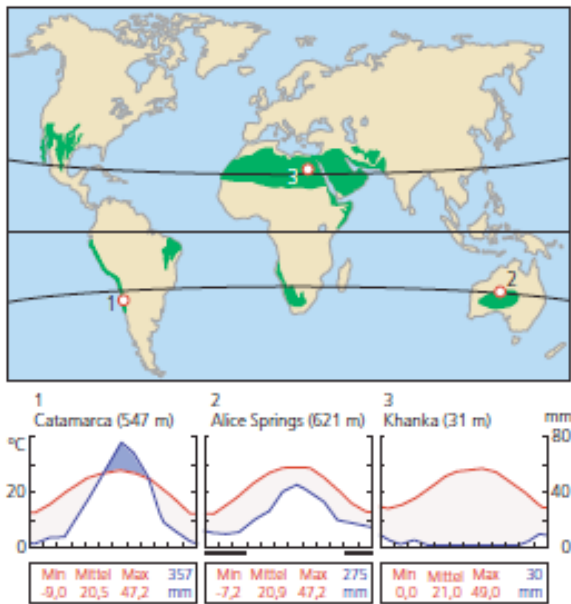 3
2
1
1 2 3 mm
Catamarca (547 m) Alice Springs (621 m) Khanka (31 m)
°C 80
20 40
0 0
Min Mittel Max 357 Min Mittel Max 275 Min Mittel Max 30
-9,0 20,5 47,2 mm -7,2 20,9 47,2 mm 0,0 21,0 49,0 mm